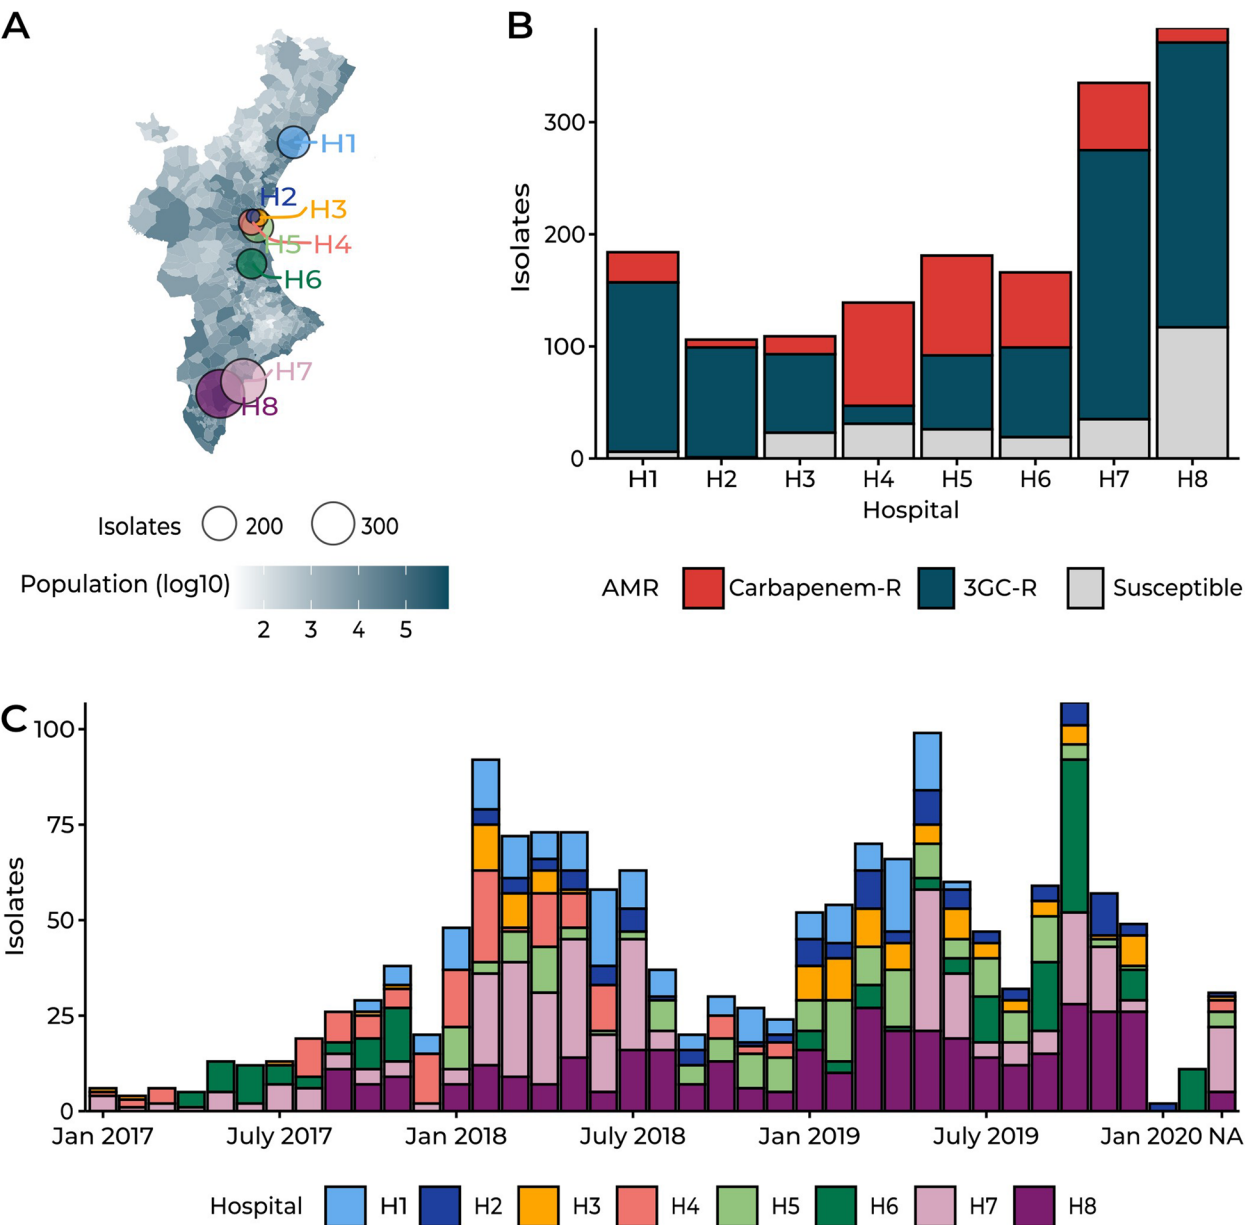 A
H1
H2
H3
H5
H4
H6
H7
H8
Isolates 200 300
Population (log10)
2 3 4 5
B
Isolates
300
200
100
0
H1 H2 H3 H4 H5 H6 H7 H8
Hospital
AMR Carbapenem-R 3GC-R Susceptible
C
Isolates
100
75
50
25
0
Jan 2017 July 2017 Jan 2018 July 2018 Jan 2019 July 2019 Jan 2020 NA
Hospital H1 H2 H3 H4 H5 H6 H7 H8